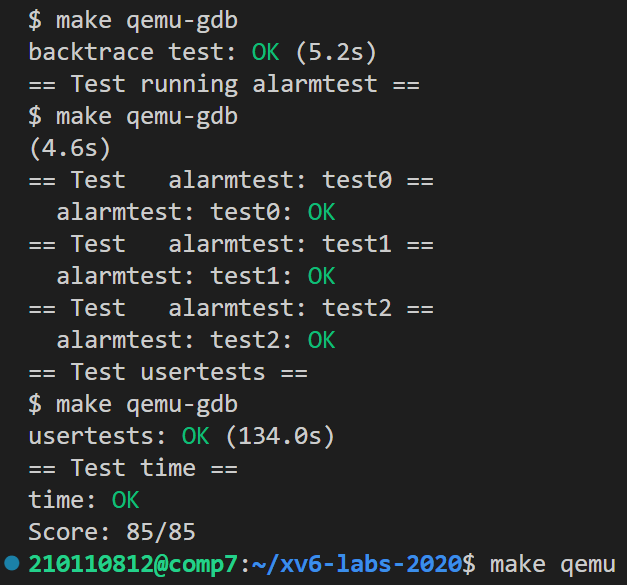 $ make qemu-gdb
backtrace test: OK (5.2s)
== Test running alarmtest ==
$ make qemu-gdb
(4.6s)
== Test   alarmtest: test0 ==
  alarmtest: test0: OK
== Test   alarmtest: test1 ==
  alarmtest: test1: OK
== Test   alarmtest: test2 ==
  alarmtest: test2: OK
== Test usertests ==
$ make qemu-gdb
usertests: OK (134.0s)
== Test time ==
time: OK
Score: 85/85
210110812@comp7:~/xv6-labs-2020$ make qemu